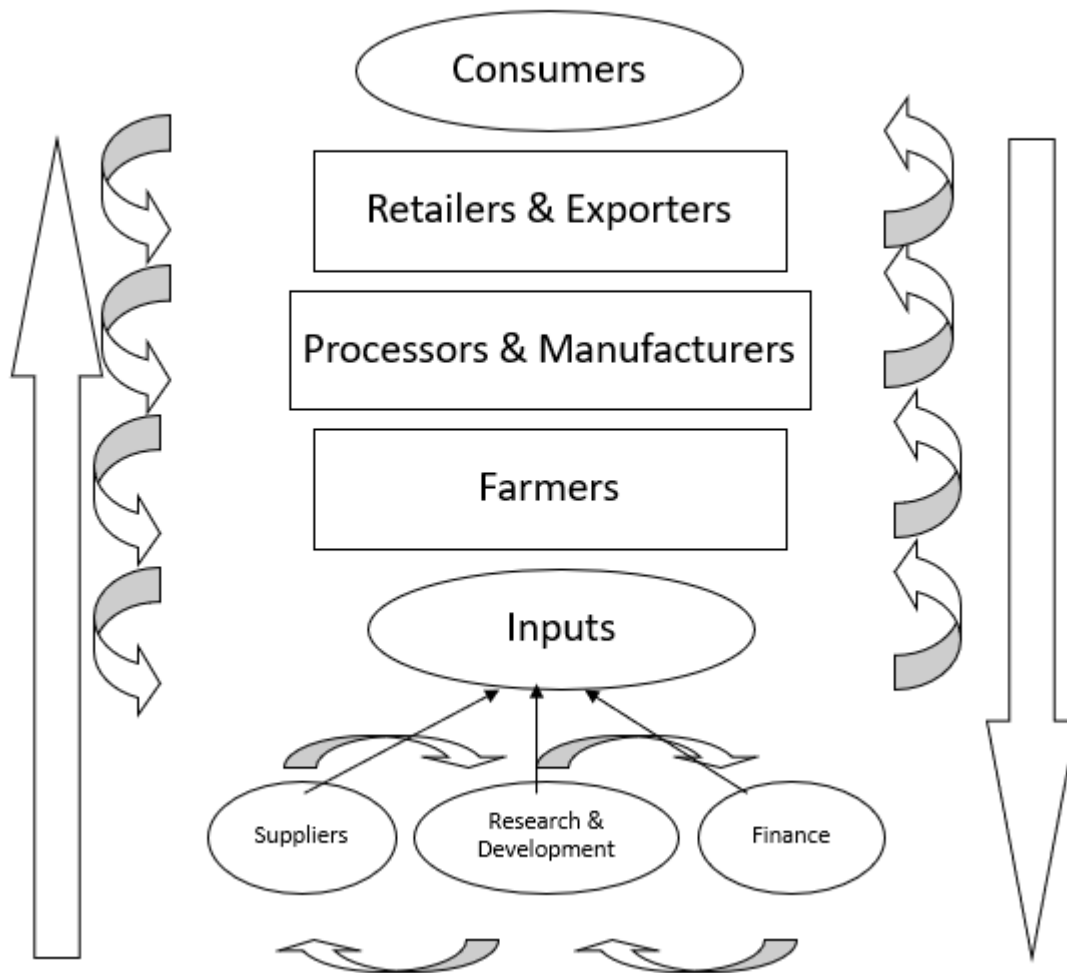 Consumers
Retailers & Exporters
Processors & Manufacturers
Farmers
Inputs
Suppliers
Research &
Development
Finance